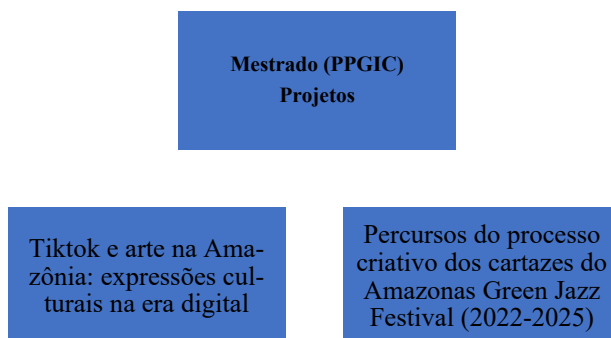 Mestrado (PPGIC)
Projetos
Tiktok e arte na Ama-
zônia: expressões cul-
turais na era digital
Percursos do processo
criativo dos cartazes do
Amazonas Green Jazz
Festival (2022-2025)